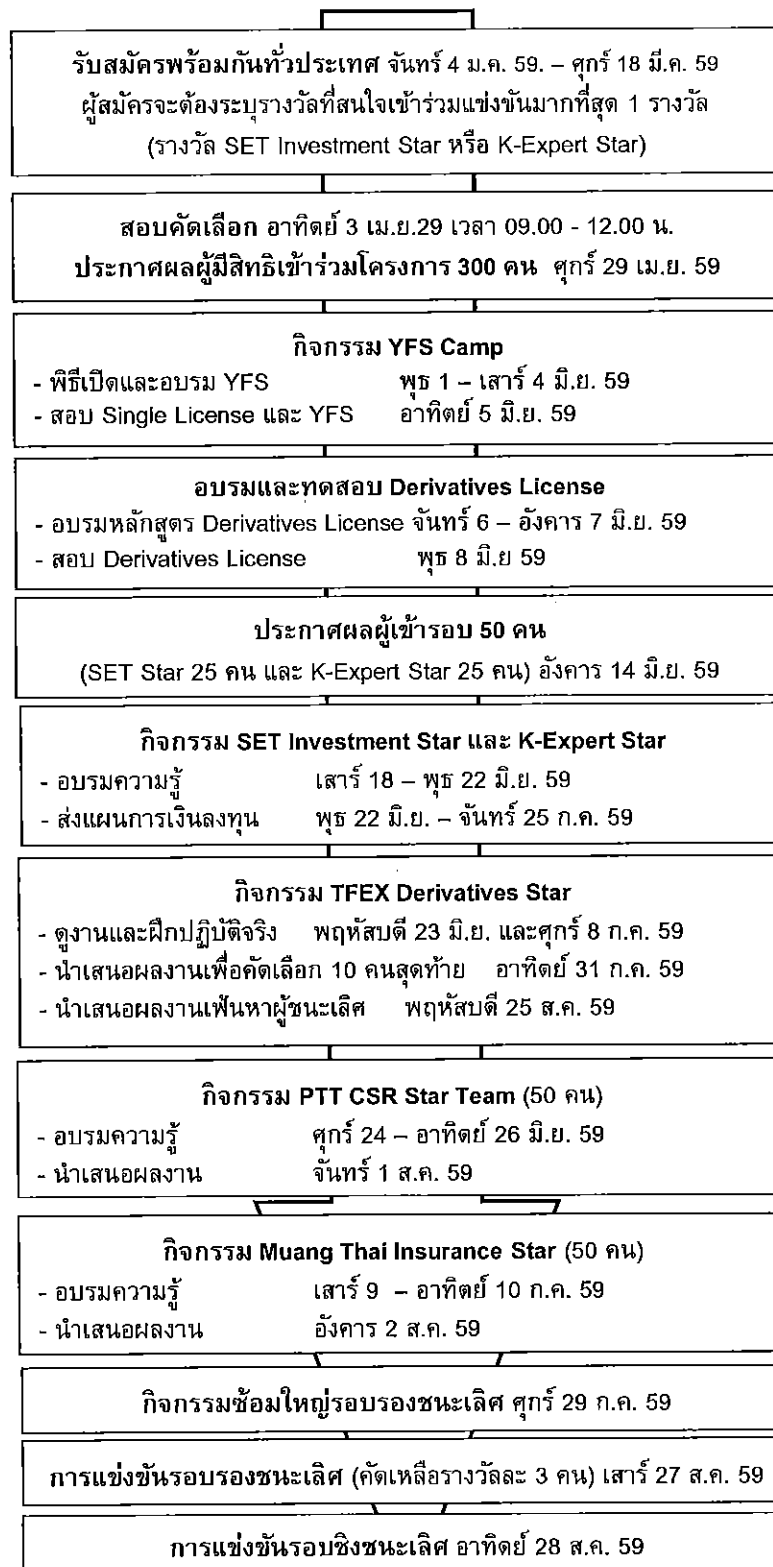 รับสมัครพร้อมกันทั่วประเทศ จันทร์ 4 ม.ค. 59. – ศุกร์ 18 มี.ค. 59
ผู้สมัครจะต้องระบุรางวัลที่สนใจเข้าร่วมแข่งขันมากที่สุด 1 รางวัล
(รางวัล SET Investment Star หรือ K-Expert Star)
สอบคัดเลือก อาทิตย์ 3 เม.ย.29 เวลา 09.00 - 12.00 น.
ประกาศผลผู้มีสิทธิเข้าร่วมโครงการ 300 คน ศุกร์ 29 เม.ย. 59
กิจกรรม YFS Camp
- พิธีเปิดและอบรม YFS พุธ 1 – เสาร์ 4 มิ.ย. 59
- สอบ Single License และ YFS อาทิตย์ 5 มิ.ย. 59
อบรมและทดสอบ Derivatives License
- อบรมหลักสูตร Derivatives License จันทร์ 6 – อังคาร 7 มิ.ย. 59
- สอบ Derivatives License พุธ 8 มิ.ย 59
ประกาศผลผู้เข้ารอบ 50 คน
(SET Star 25 คน และ K-Expert Star 25 คน) อังคาร 14 มิ.ย. 59
กิจกรรม SET Investment Star และ K-Expert Star
- อบรมความรู้ เสาร์ 18 – พุธ 22 มิ.ย. 59
- ส่งแผนการเงินลงทุน พุธ 22 มิ.ย. – จันทร์ 25 ก.ค. 59
กิจกรรม TFEX Derivatives Star
- ดูงานและฝึกปฏิบัติจริง พฤหัสบดี 23 มิ.ย. และศุกร์ 8 ก.ค. 59
- นำเสนอผลงานเพื่อคัดเลือก 10 คนสุดท้าย อาทิตย์ 31 ก.ค. 59
- นำเสนอผลงานเฟ้นหาผู้ชนะเลิศ พฤหัสบดี 25 ส.ค. 59
กิจกรรม PTT CSR Star Team (50 คน)
- อบรมความรู้ ศุกร์ 24 – อาทิตย์ 26 มิ.ย. 59
- นำเสนอผลงาน จันทร์ 1 ส.ค. 59
กิจกรรม Muang Thai Insurance Star (50 คน)
- อบรมความรู้ เสาร์ 9 – อาทิตย์ 10 ก.ค. 59
- นำเสนอผลงาน อังคาร 2 ส.ค. 59
กิจกรรมซ้อมใหญ่รอบรองชนะเลิศ ศุกร์ 29 ก.ค. 59
การแข่งขันรอบรองชนะเลิศ (คัดเหลือรางวัลละ 3 คน) เสาร์ 27 ส.ค. 59
การแข่งขันรอบชิงชนะเลิศ อาทิตย์ 28 ส.ค. 59